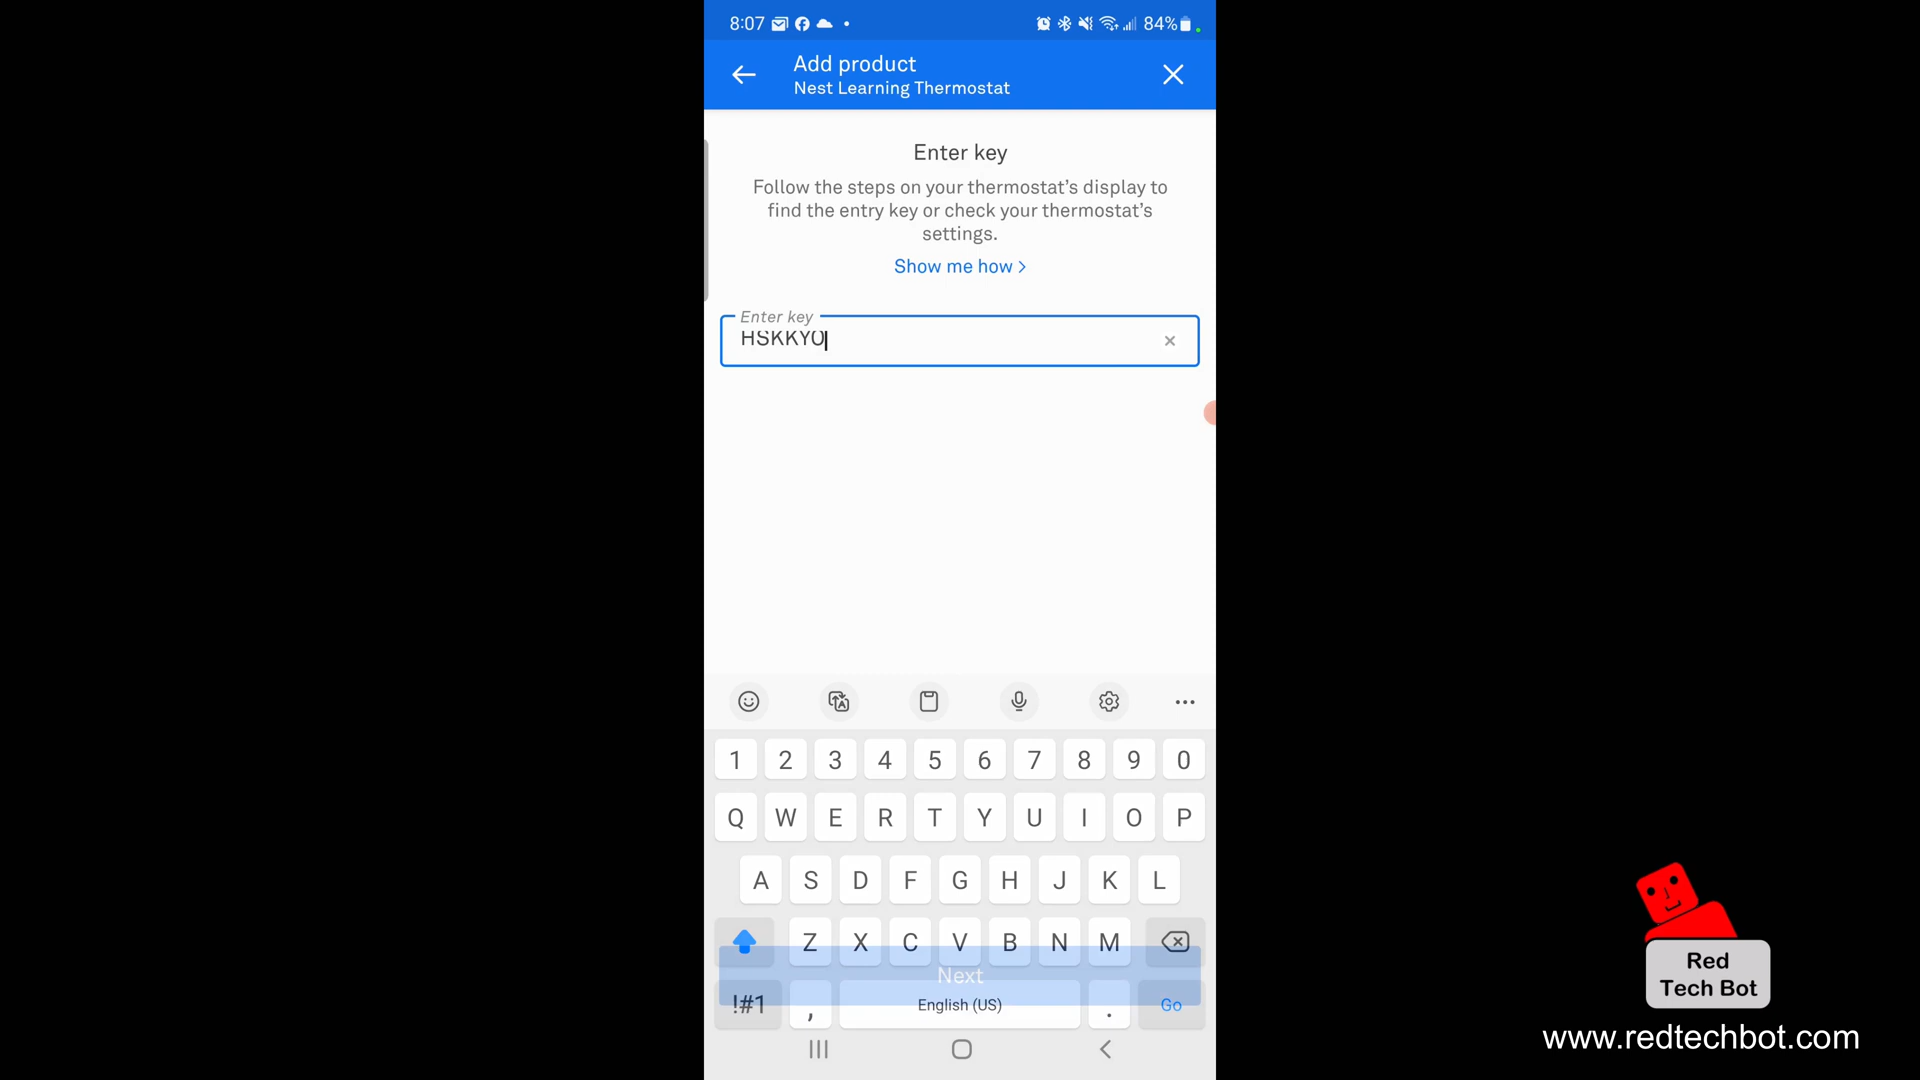 8:07 84%
Add product
Nest Learning Thermostat
Enter key
Follow the steps on your thermostat's display to
find the entry key or check your thermostat's
settings.
Show me how >
Enter key
HSKKYO
1 2 3 4 5 6 7 8 9 0
Q W E R T Y U I O P
A S D F G H J K L
Z X C V B N M
Next
!#1 , English (US) . Go
Red
Tech Bot
www.redtechbot.com